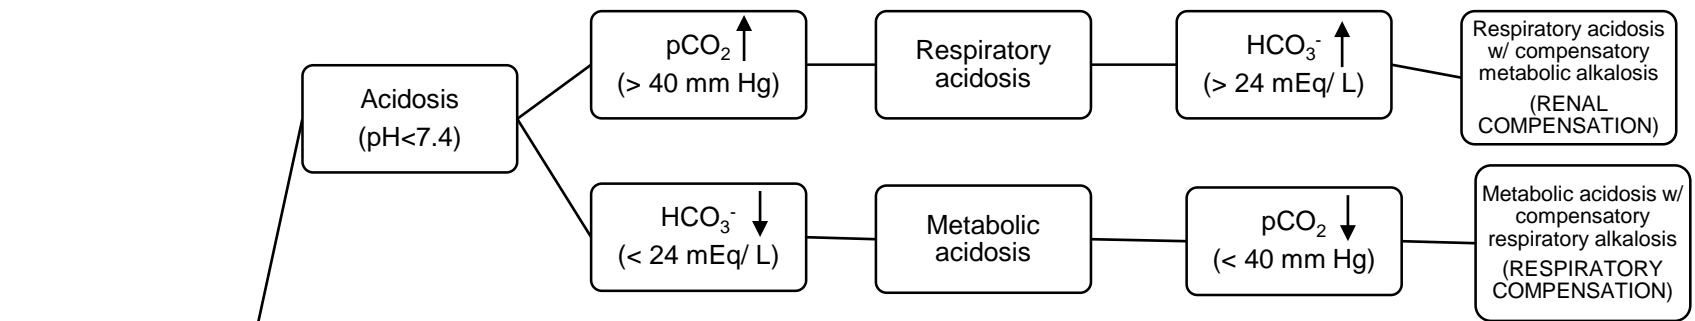 Acidosis
(pH<7.4)
pCO₂
(> 40 mm Hg)
Respiratory
acidosis
HCO₃⁻
(> 24 mEq/ L)
Respiratory acidosis
w/ compensatory
metabolic alkalosis
(RENAL
COMPENSATION)
HCO₃⁻
(< 24 mEq/ L)
Metabolic
acidosis
pCO₂
(< 40 mm Hg)
Metabolic acidosis w/
compensatory
respiratory alkalosis
(RESPIRATORY
COMPENSATION)